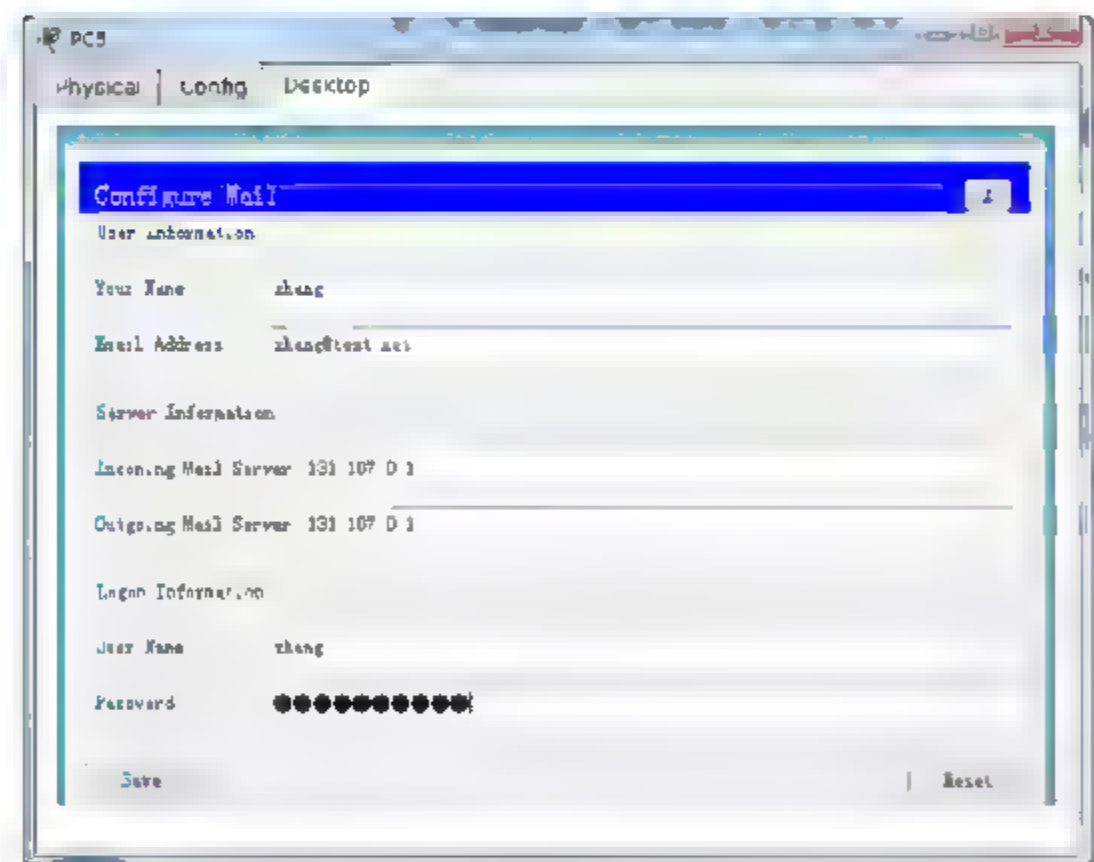 PC5
Physical Config Desktop
Configure Mail
User Information
Your Name zhang
Email Address zhang@test.net
Server Information
Incoming Mail Server 131.107.0.1
Outgoing Mail Server 131.107.0.1
Logon Information
User Name zhang
Password ●●●●●●●●●●
Save Reset